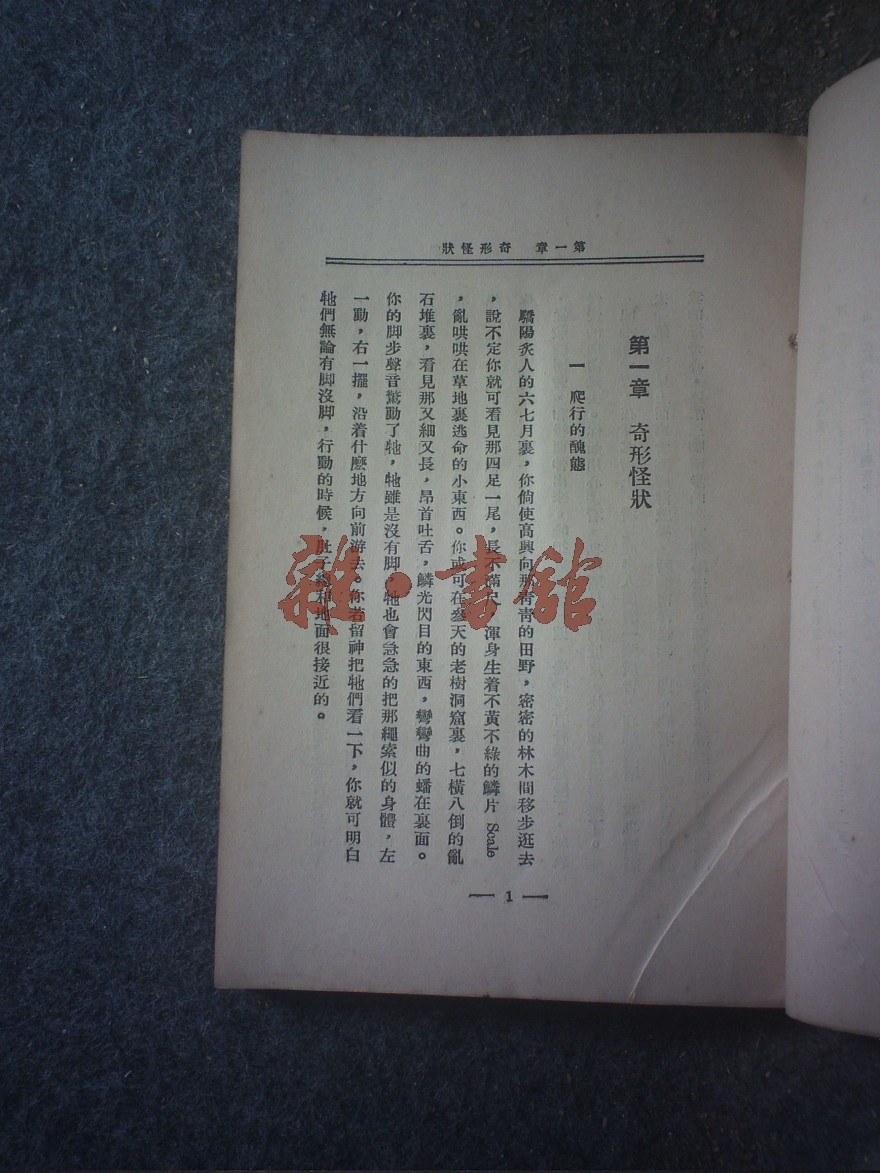 第一章　奇形怪狀
第一章　奇形怪狀
一　爬行的醜態
驕陽炙人的六七月裏，你倘使高興向那青靑的田野，密密的林木間移步逛去
，說不定你就可看見那四足一尾，長不滿尺，渾身生着不黃不綠的鱗片 Scale
，亂哄哄在草地裏逃命的小東西。你或可在參天的老樹洞窟裏，七橫八倒的亂
石堆裏，看見那又細又長，昂首吐舌，鱗光閃目的東西，彎彎曲的蟠在裏面。
你的脚步聲音驚動了牠，牠雖是沒有脚，牠也會急急的把那繩索似的身體，左
一動，右一擺，沿着什麽地方向前游去。你若留神把牠們看一下，你就可明白
牠們無論有脚沒脚，行動的時候，肚子總和地面很接近的。
— 1 —
雜·書館